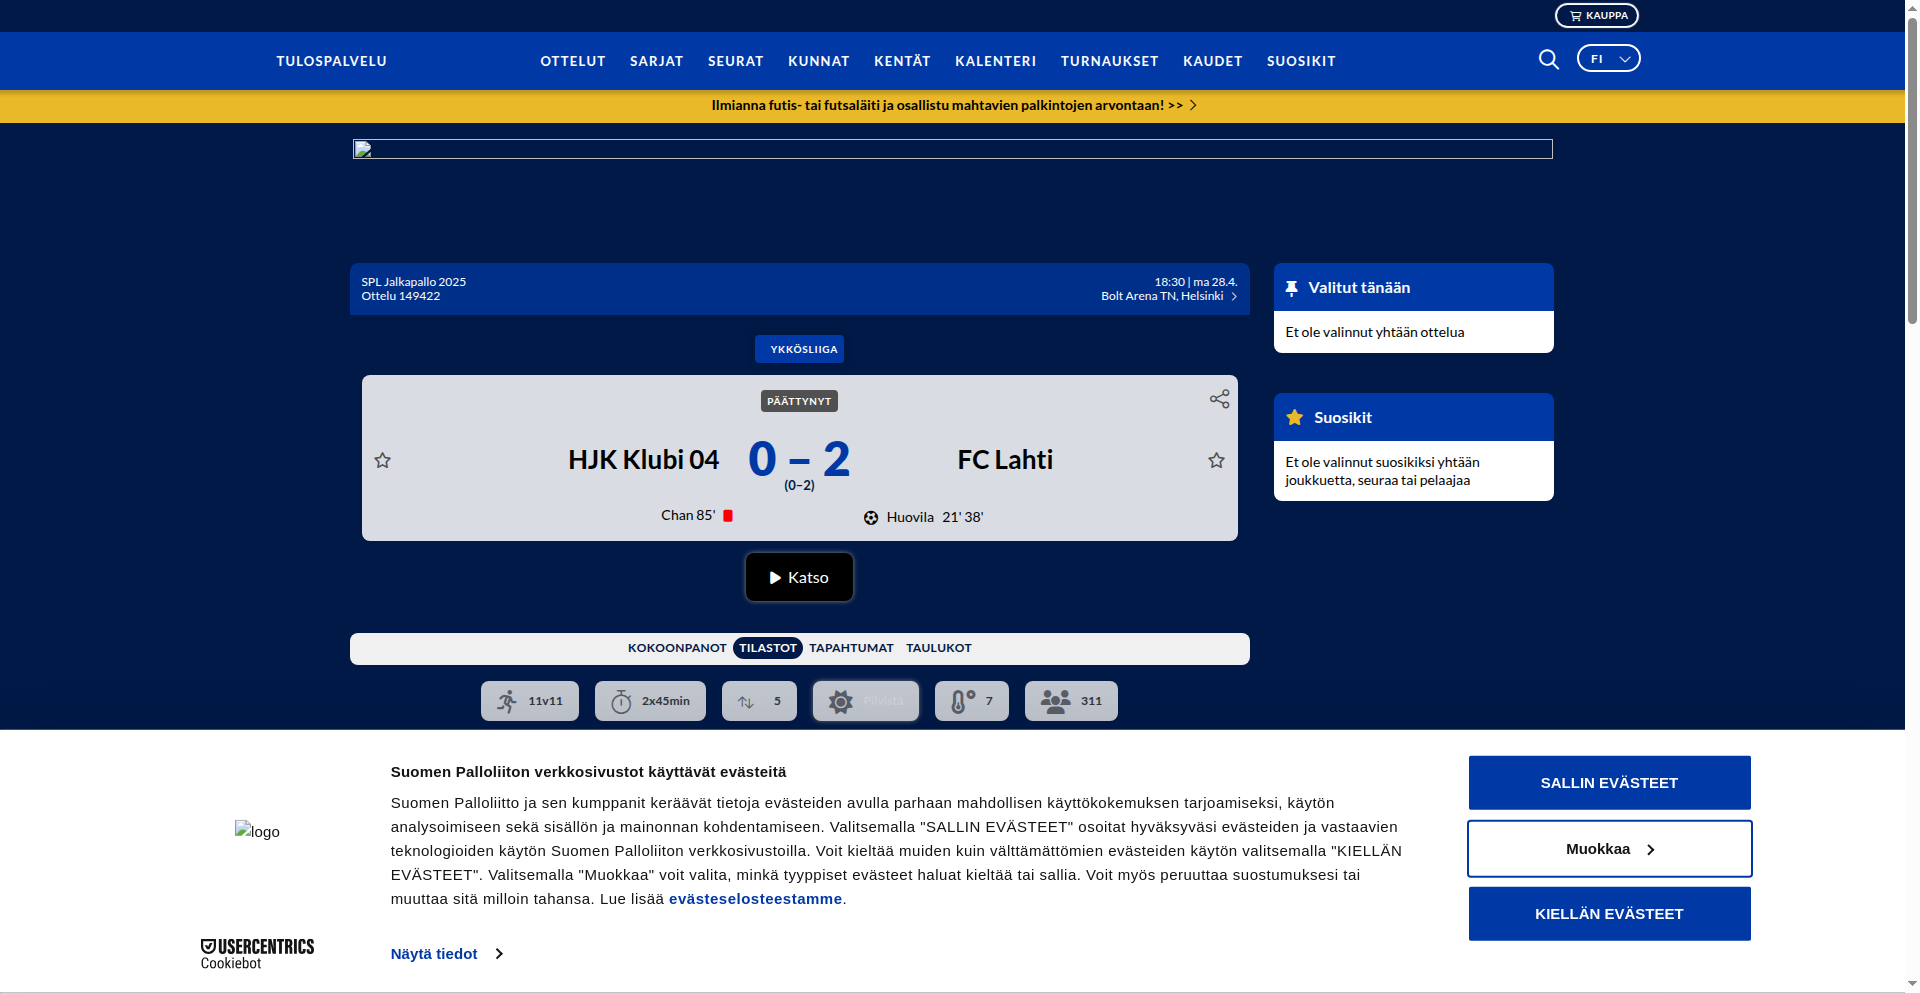 KAUPPA
TULOSPALVELU
OTTELUT SARJAT SEURAT KUNNAT KENTÄT KALENTERI TURNAUKSET KAUDET SUOSIKIT
FI
Ilmianna futis- tai futsaläiti ja osallistu mahtavien palkintojen arvontaan! >>
SPL Jalkapallo 2025
Ottelu 149422
18:30 | ma 28.4.
Bolt Arena TN, Helsinki
YKKÖSLIIGA
PÄÄTTYNYT
HJK Klubi 04 0 – 2 FC Lahti
(0–2)
Chan 85'
Huovila 21' 38'
Katso
Valitut tänään
Et ole valinnut yhtään ottelua
Suosikit
Et ole valinnut suosikiksi yhtään
joukkuetta, seuraa tai pelaajaa
KOKOONPANOT TILASTOT TAPAHTUMAT TAULUKOT
11v11 2x45min 5 Pilvistä 7 311
logo
USERCENTRICS
Cookiebot
Suomen Palloliiton verkkosivustot käyttävät evästeitä
Suomen Palloliitto ja sen kumppanit keräävät tietoja evästeiden avulla parhaan mahdollisen käyttökokemuksen tarjoamiseksi, käytön
analysoimiseen sekä sisällön ja mainonnan kohdentamiseen. Valitsemalla "SALLIN EVÄSTEET" osoitat hyväksyväsi evästeiden ja vastaavien
teknologioiden käytön Suomen Palloliiton verkkosivustoilla. Voit kieltää muiden kuin välttämättömien evästeiden käytön valitsemalla "KIELLÄN
EVÄSTEET". Valitsemalla "Muokkaa" voit valita, minkä tyyppiset evästeet haluat kieltää tai sallia. Voit myös peruuttaa suostumuksesi tai
muuttaa sitä milloin tahansa. Lue lisää evästeselosteestamme.
Näytä tiedot
SALLIN EVÄSTEET
Muokkaa
KIELLÄN EVÄSTEET